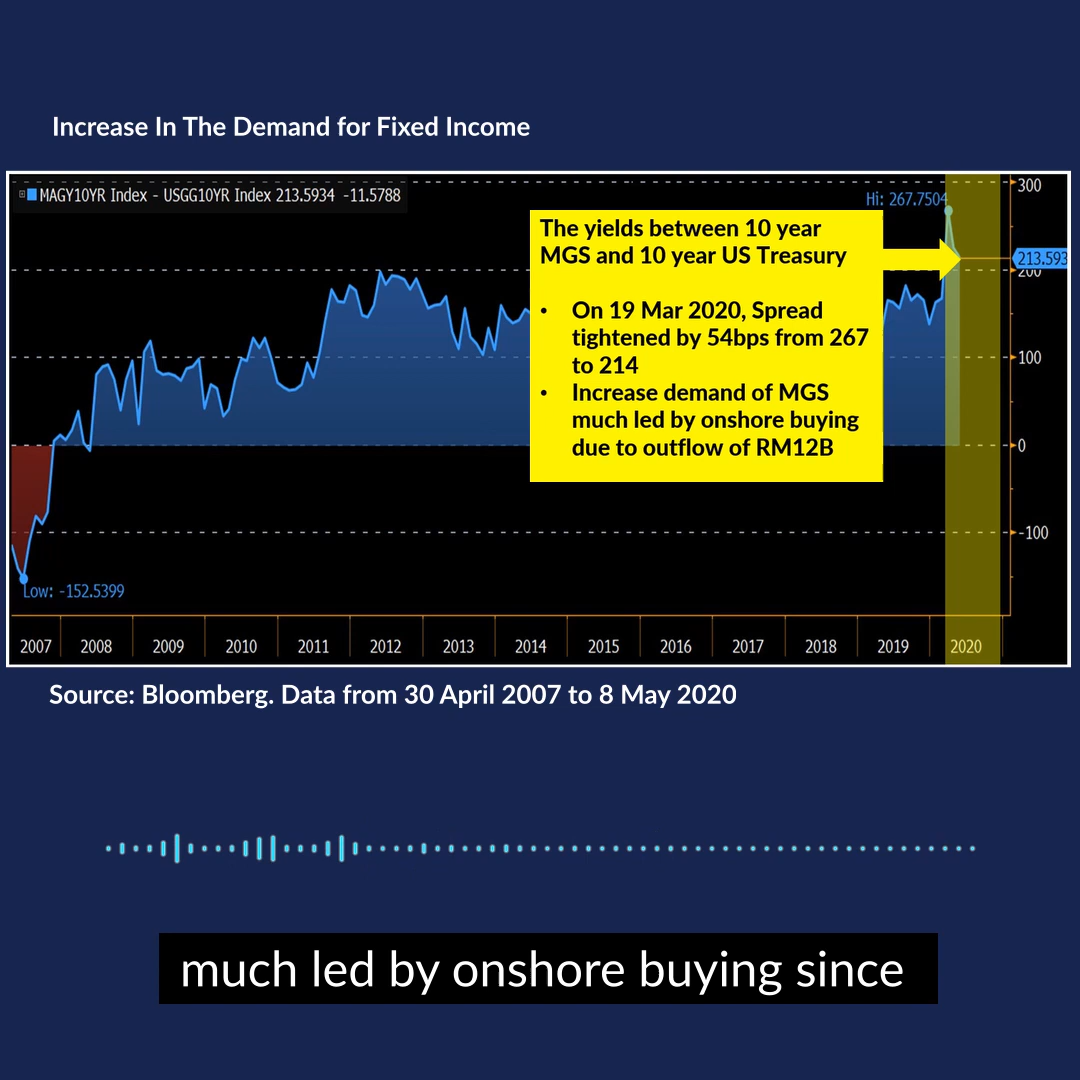 Increase In The Demand for Fixed Income
MAGY10YR Index - USGG10YR Index 213.5934 -11.5788
Hi: 267.7504
300
The yields between 10 year
MGS and 10 year US Treasury
213.593
200
• On 19 Mar 2020, Spread
tightened by 54bps from 267
to 214
• Increase demand of MGS
much led by onshore buying
due to outflow of RM12B
100
0
-100
Low: -152.5399
2007 2008 2009 2010 2011 2012 2013 2014 2015 2016 2017 2018 2019 2020
Source: Bloomberg. Data from 30 April 2007 to 8 May 2020
much led by onshore buying since